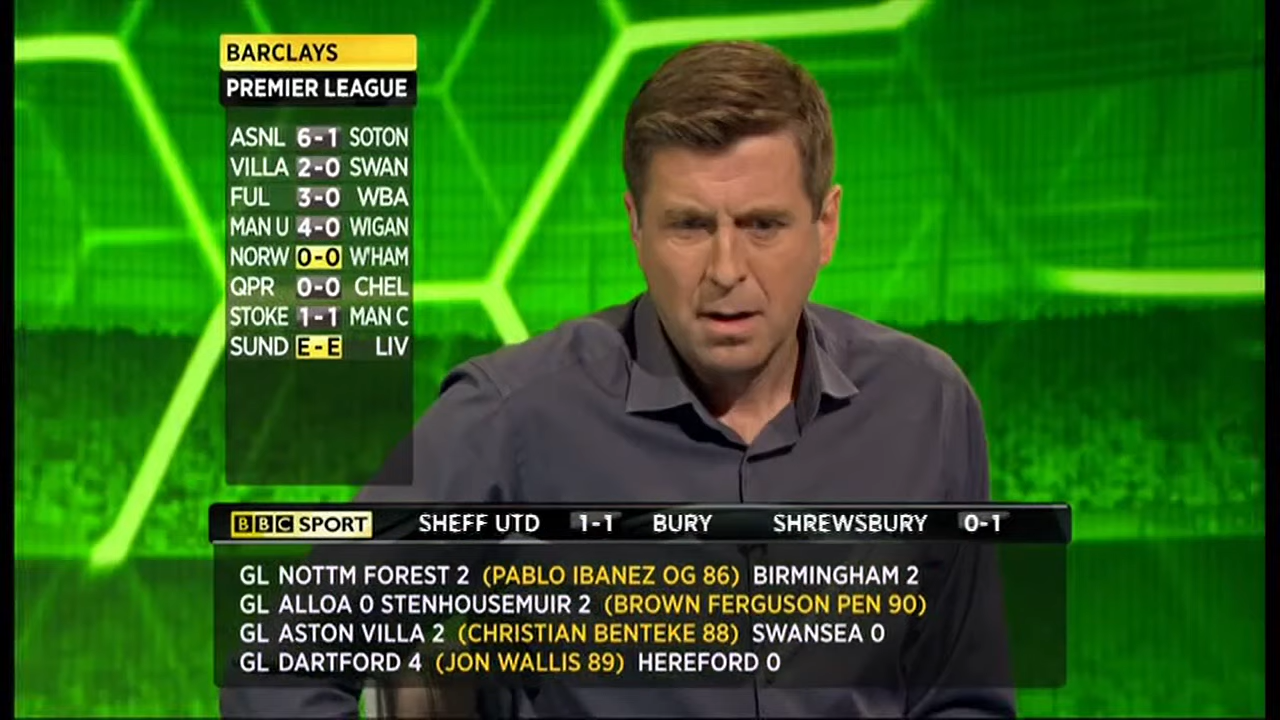 BARCLAYS
PREMIER LEAGUE
ASNL 6-1 SOTON
VILLA 2-0 SWAN
FUL 3-0 WBA
MAN U 4-0 WIGAN
NORW 0-0 W'HAM
QPR 0-0 CHEL
STOKE 1-1 MAN C
SUND E-E LIV
BBC SPORT SHEFF UTD 1-1 BURY SHREWSBURY 0-1
GL NOTTM FOREST 2 (PABLO IBANEZ OG 86) BIRMINGHAM 2
GL ALLOA 0 STENHOUSEMUIR 2 (BROWN FERGUSON PEN 90)
GL ASTON VILLA 2 (CHRISTIAN BENTEKE 88) SWANSEA 0
GL DARTFORD 4 (JON WALLIS 89) HEREFORD 0